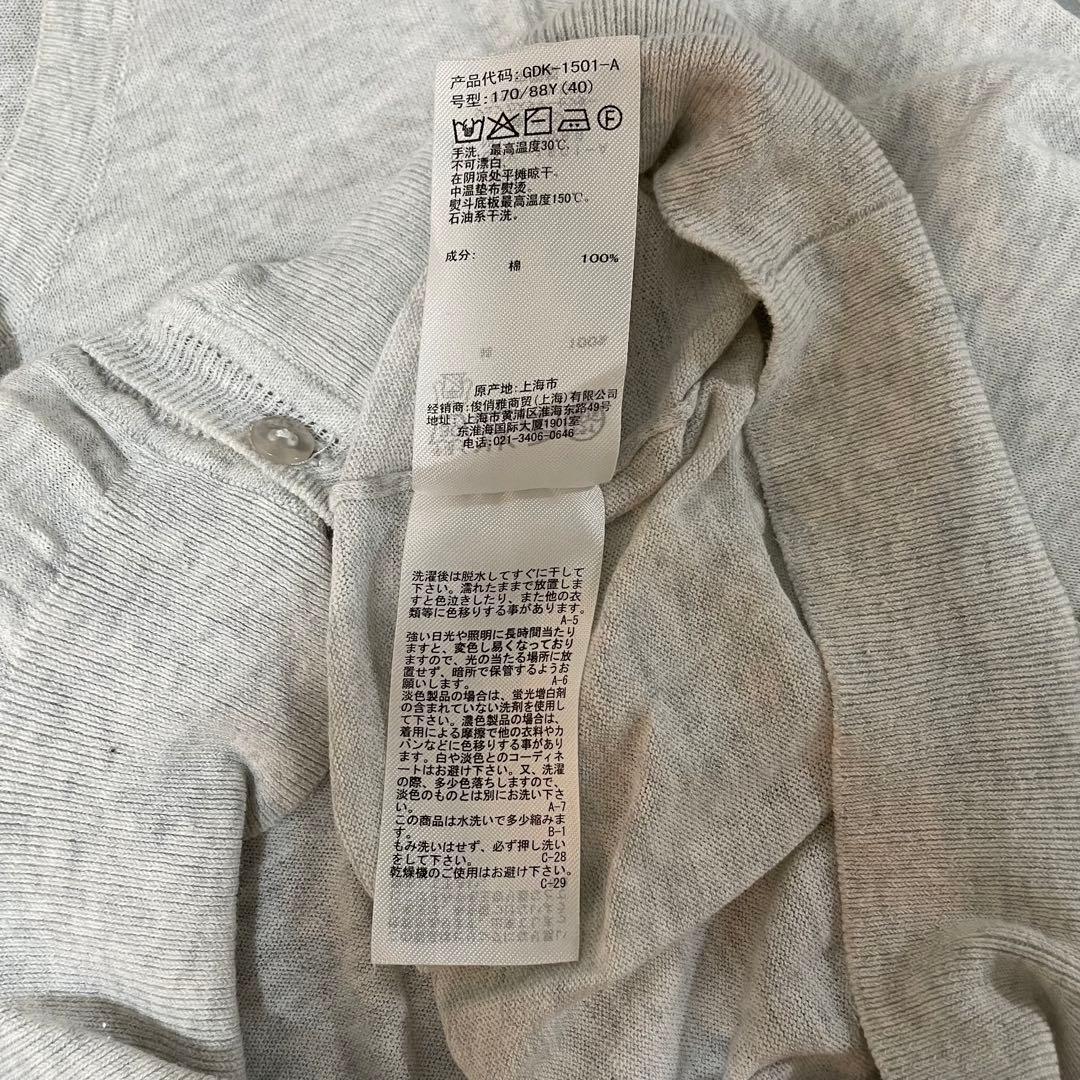 产品代码:GDK-1501-A
号型:170/88Y(40)
F
手洗，最高温度30℃.
不可漂白.
在阴凉处平摊晾干.
中温垫布熨烫。
熨斗底板最高温度150℃.
石油系干洗。
成分:
棉 100%
原产地:上海市
经销商:俊俏雅商贸(上海)有限公司
地址: 上海市黄浦区淮海东路49号
东淮海国际大厦1901室
电话:021-3406-0646
洗濯後は脱水してすぐに干して
下さい。濡れたままで放置しま
すと色泣きしたり、また他の衣
類等に色移りする事があります。
A-5
強い日光や照明に長時間当たり
ますと、変色し易くなっており
ますので、光の当たる場所に放
置せず、暗所で保管するようお
願いします。 A-6
淡色製品の場合は、蛍光増白剤
の含まれていない洗剤を使用し
て下さい。濃色製品の場合は、
着用による摩擦で他の衣料やカ
バンなどに色移りする事があり
ます。白や淡色とのコーディネ
ートはお避け下さい。又、洗濯
の際、多少色落ちしますので、
淡色のものとは別にお洗い下さ
い。 A-7
この商品は水洗いで多少縮みま
す。 B-1
もみ洗いはせず、必ず押し洗い
をして下さい。 C-28
乾燥機のご使用はお避け下さい。
C-29